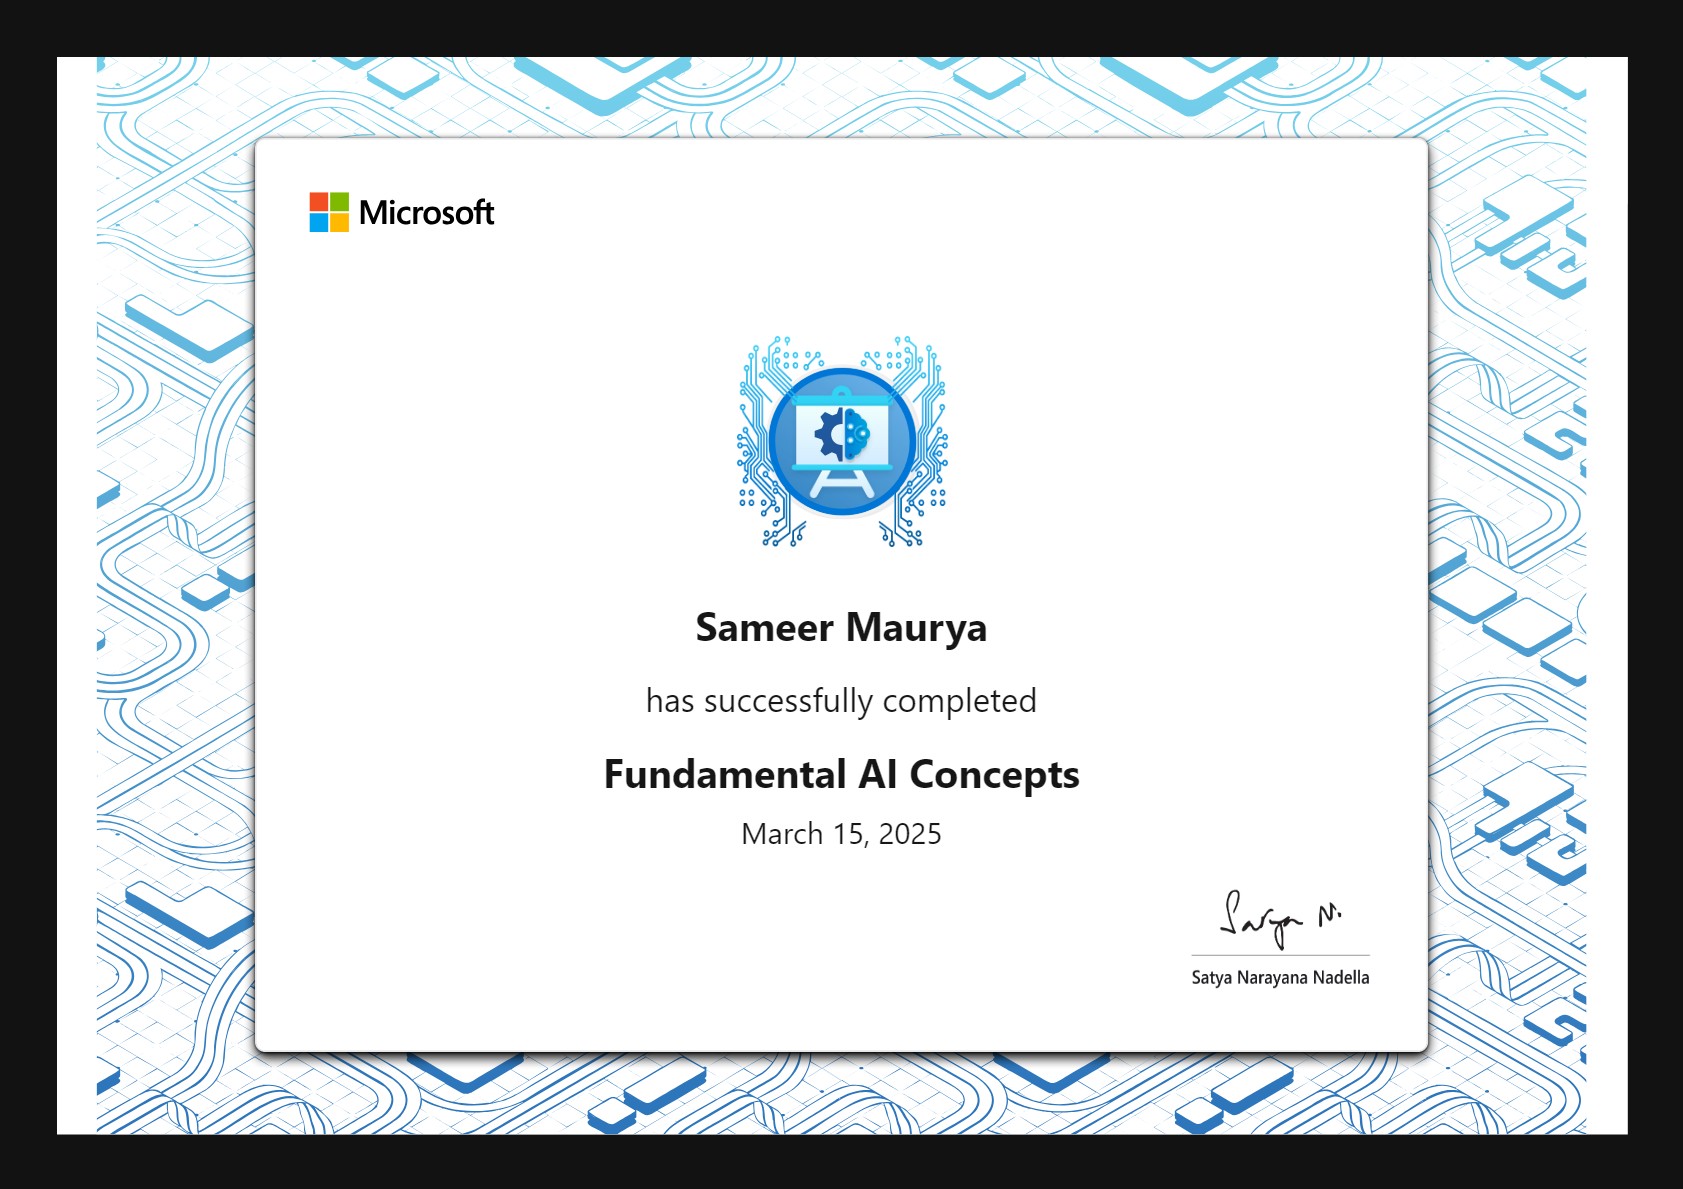 Microsoft
Sameer Maurya
has successfully completed
Fundamental AI Concepts
March 15, 2025
Satya N.
Satya Narayana Nadella